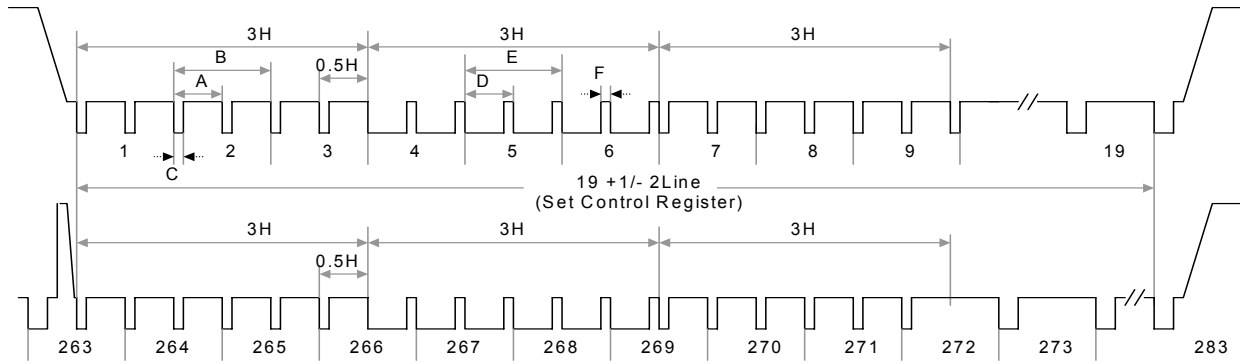 3H 3H 3H
B E
0.5H F
A D
1 2 3 4 5 6 7 8 9 19
C
19 +1/- 2Line
(Set Control Register)
3H 3H 3H
0.5H
263 264 265 266 267 268 269 270 271 272 273 283